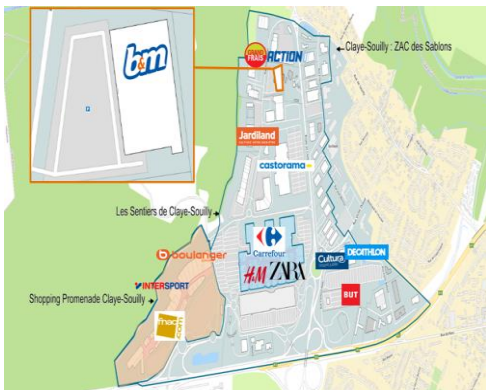 b&m
P
GRAND
FRAIS
ACTION
Claye-Souilly : ZAC des Sablons
Jardiland
castorama
Les Sentiers de Claye-Souilly
Carrefour
boulanger
H&M
ZARA
Cultura
DECATHLON
INTERSPORT
BUT
Shopping Promenade Claye-Souilly
fnac
.com